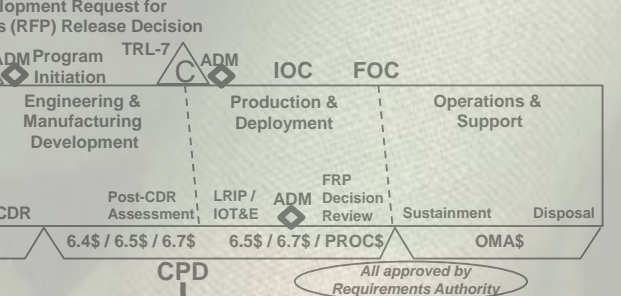 lopment Request for
s (RFP) Release Decision
ADM Program
Initiation
TRL-7
C
ADM
IOC
FOC
Engineering &
Manufacturing
Development
Production &
Deployment
Operations &
Support
CDR
Post-CDR
Assessment
LRIP /
IOT&E
ADM
FRP
Decision
Review
Sustainment
Disposal
6.4$ / 6.5$ / 6.7$
6.5$ / 6.7$ / PROC$
OMA$
CPD
All approved by
Requirements Authority